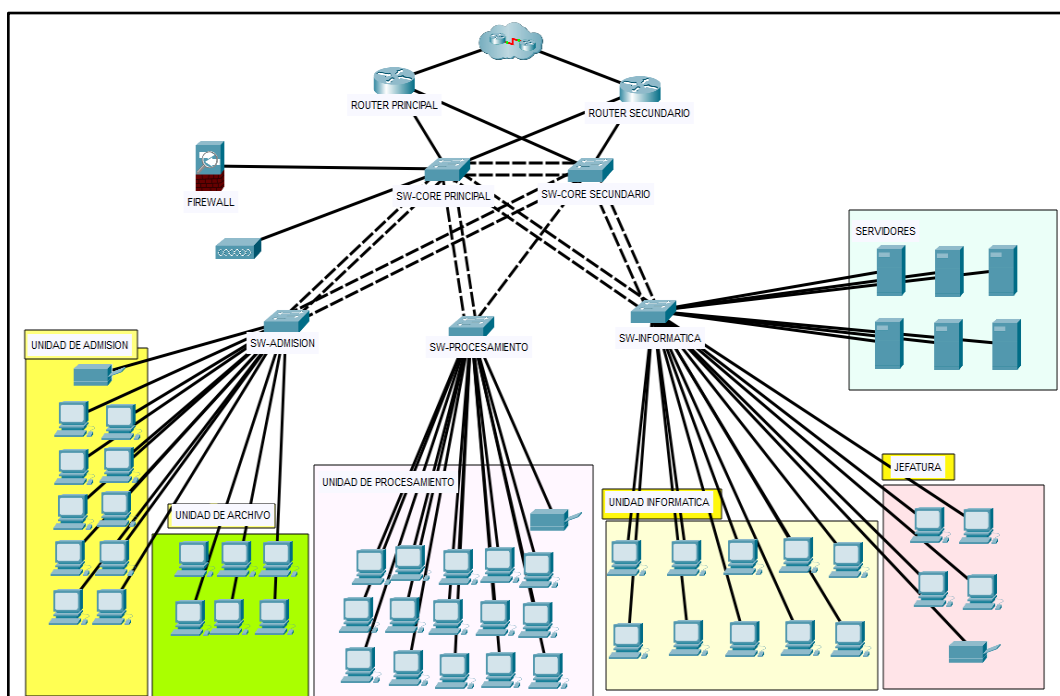 ROUTER PRINCIPAL
ROUTER SECUNDARIO
SW-CORE PRINCIPAL
SW-CORE SECUNDARIO
FIREWALL
SERVIDORES
SW-ADMISION
SW-PROCESAMIENTO
SW-INFORMATICA
UNIDAD DE ADMISION
UNIDAD DE ARCHIVO
UNIDAD DE PROCESAMIENTO
UNIDAD INFORMATICA
JEFATURA